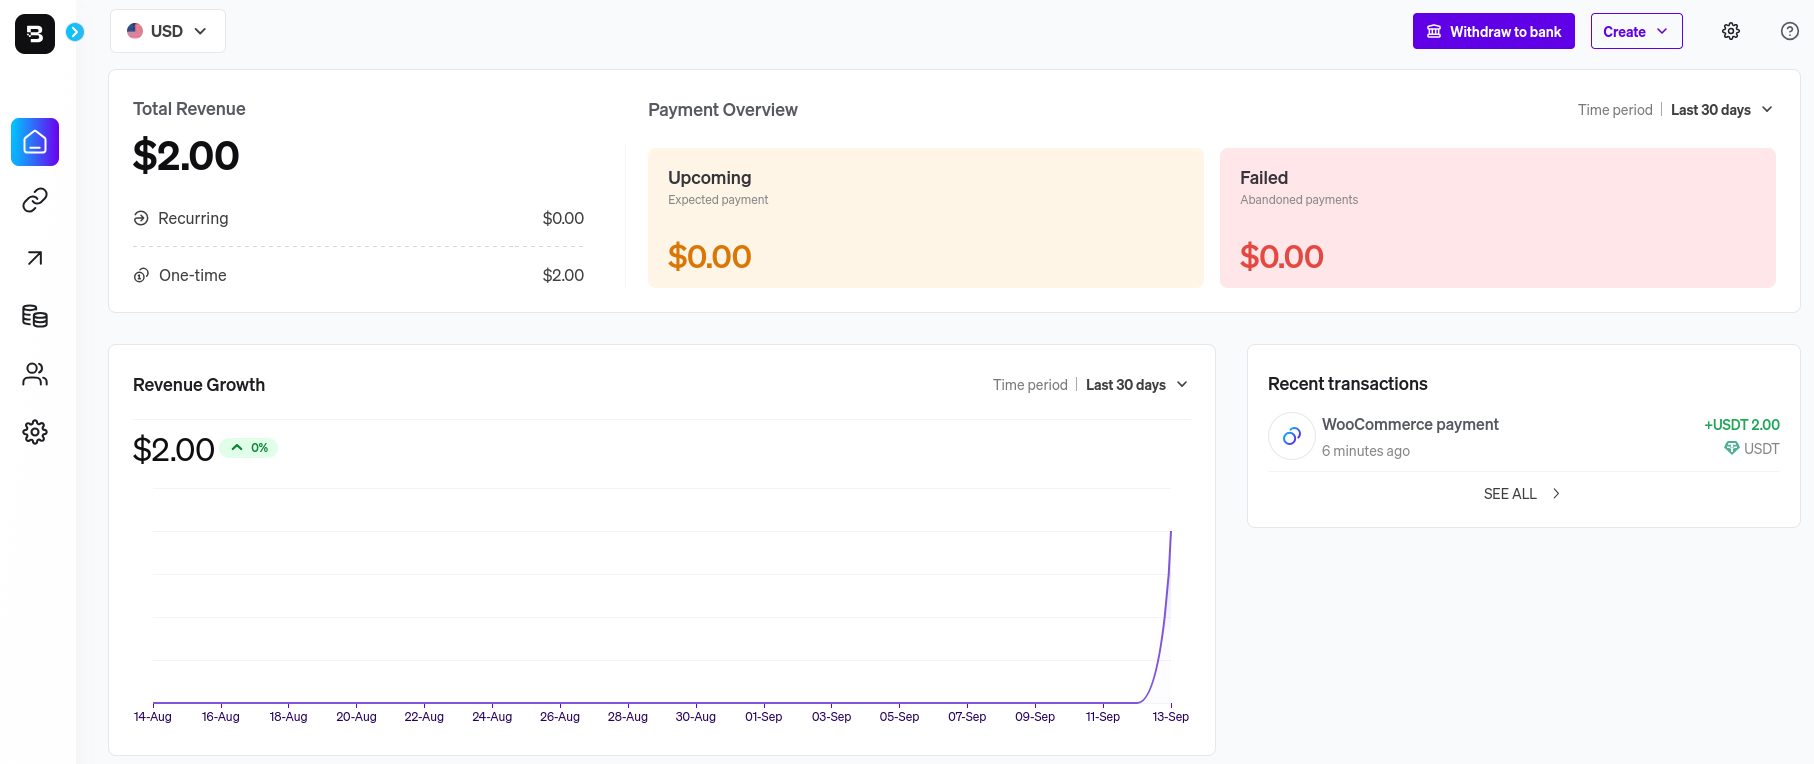 USD
Withdraw to bank
Create
Total Revenue
$2.00
Recurring $0.00
One-time $2.00
Payment Overview
Time period | Last 30 days
Upcoming
Expected payment
$0.00
Failed
Abandoned payments
$0.00
Revenue Growth
Time period | Last 30 days
$2.00 0%
14-Aug 16-Aug 18-Aug 20-Aug 22-Aug 24-Aug 26-Aug 28-Aug 30-Aug 01-Sep 03-Sep 05-Sep 07-Sep 09-Sep 11-Sep 13-Sep
Recent transactions
WooCommerce payment +USDT 2.00
6 minutes ago USDT
SEE ALL